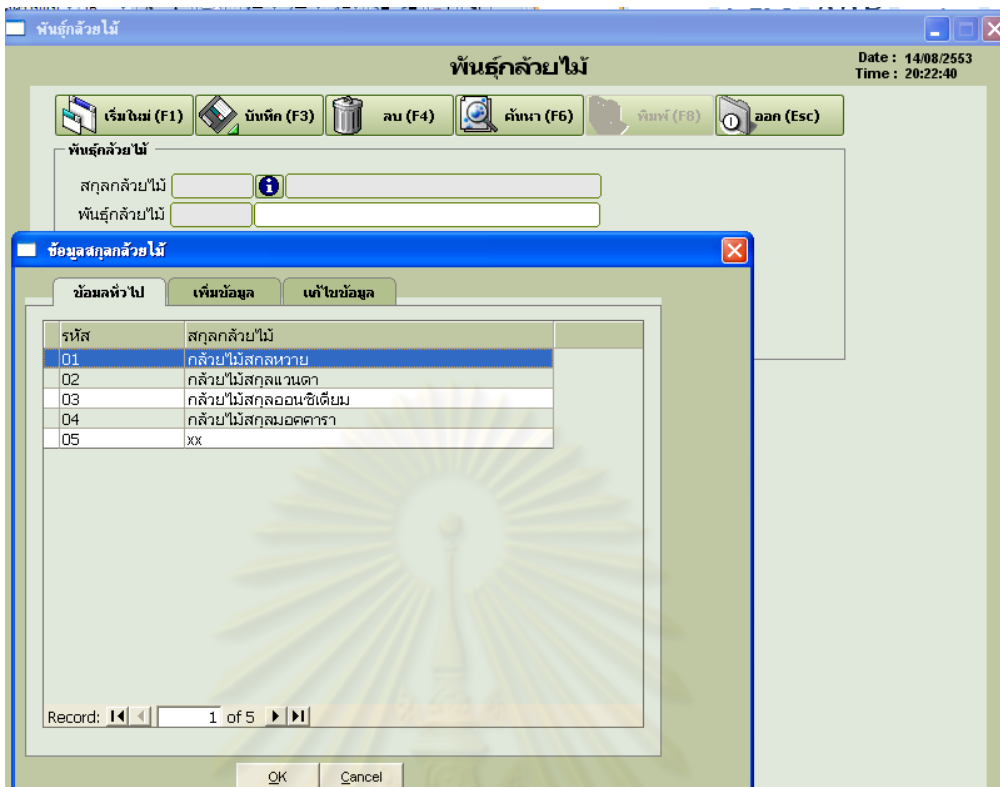 พันธุ์กล้วยไม้
พันธุ์กล้วยไม้
Date : 14/08/2553
Time : 20:22:40
เริ่มใหม่ (F1) บันทึก (F3) ลบ (F4) ค้นหา (F6) พิมพ์ (F8) ออก (Esc)
พันธุ์กล้วยไม้
สกุลกล้วยไม้
พันธุ์กล้วยไม้
ข้อมูลสกุลกล้วยไม้
ข้อมูลทั่วไป เพิ่มข้อมูล แก้ไขข้อมูล
รหัส สกุลกล้วยไม้
01 กล้วยไม้สกุลหวาย
02 กล้วยไม้สกุลแวนดา
03 กล้วยไม้สกุลออนซิเดียม
04 กล้วยไม้สกุลมอคคารา
05 xx
Record: 1 of 5
OK Cancel